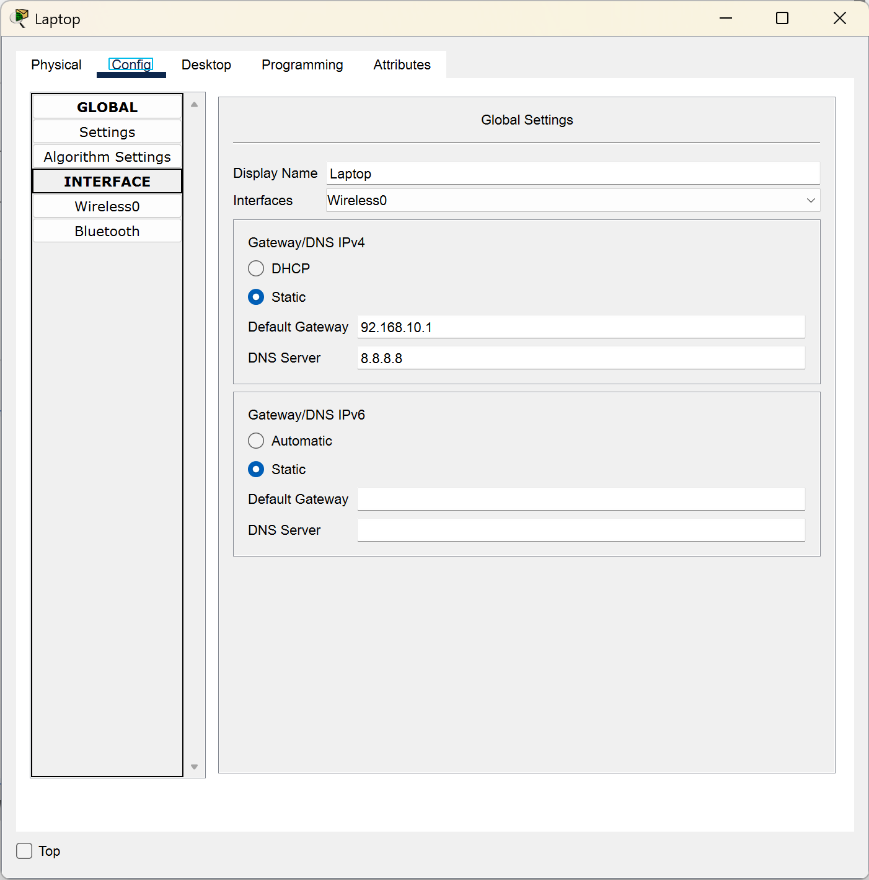 Laptop
Physical Config Desktop Programming Attributes
GLOBAL
Settings
Algorithm Settings
INTERFACE
Wireless0
Bluetooth
Global Settings
Display Name Laptop
Interfaces Wireless0
Gateway/DNS IPv4
DHCP
Static
Default Gateway 92.168.10.1
DNS Server 8.8.8.8
Gateway/DNS IPv6
Automatic
Static
Default Gateway
DNS Server
Top